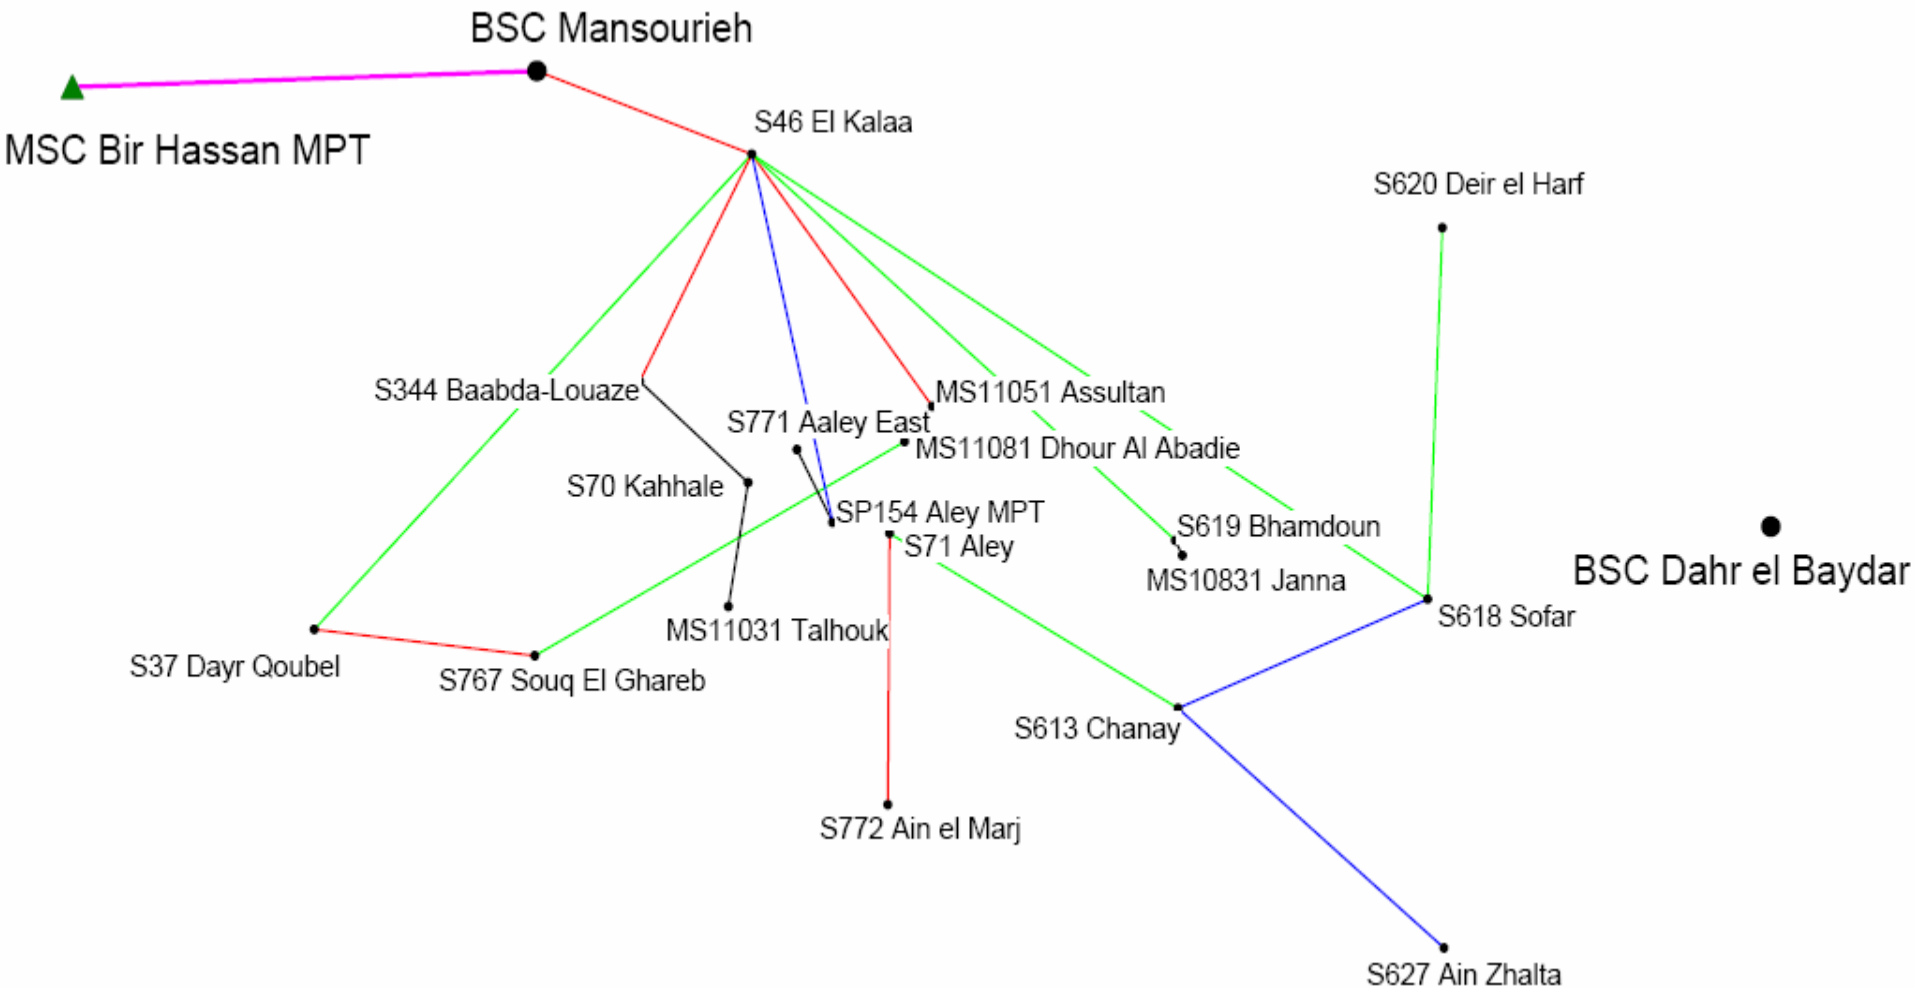 BSC Mansourieh
MSC Bir Hassan MPT
S46 El Kalaa
S620 Deir el Harf
S344 Baabda-Louaze
MS11051 Assultan
S771 Aaley East
MS11081 Dhour Al Abadie
S70 Kahhale
SP154 Aley MPT
S619 Bhamdoun
S71 Aley
BSC Dahr el Baydar
MS10831 Janna
S618 Sofar
MS11031 Talhouk
S37 Dayr Qoubel
S767 Souq El Ghareb
S613 Chanay
S772 Ain el Marj
S627 Ain Zhalta